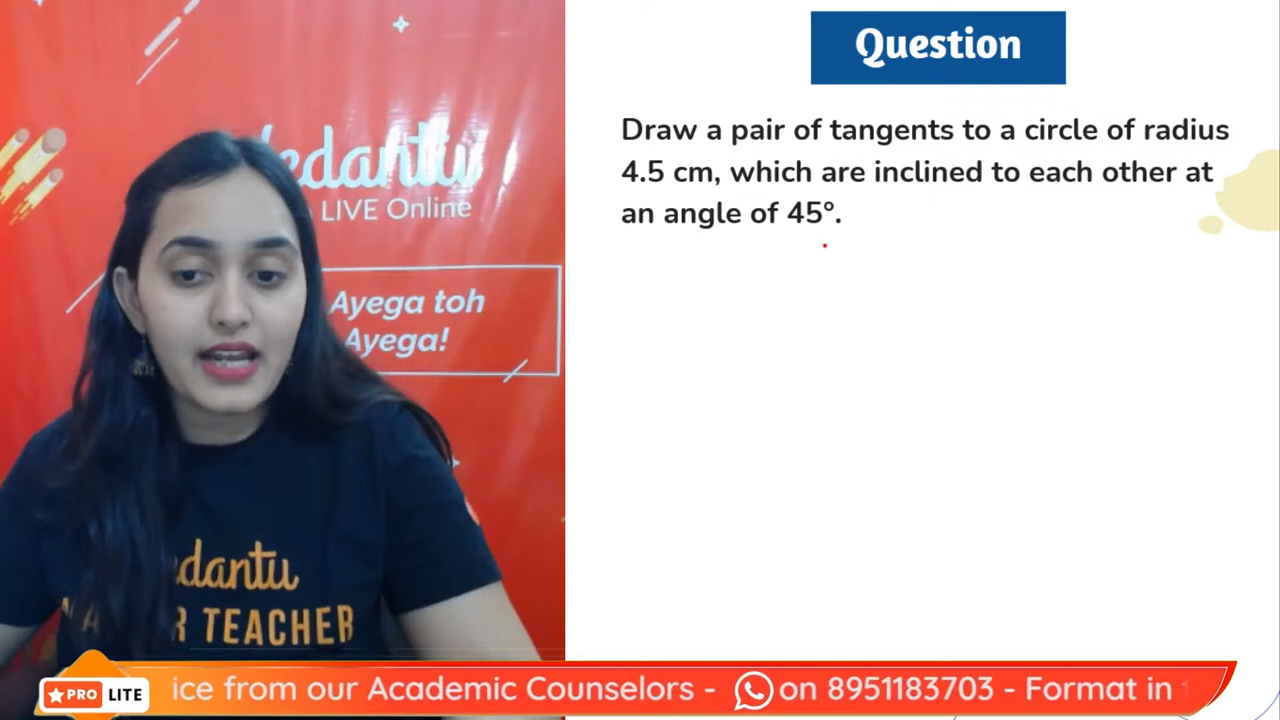 Question
Draw a pair of tangents to a circle of radius
4.5 cm, which are inclined to each other at
an angle of 45°.
edantu
LIVE Online
Ayega toh
Ayega!
edantu
R TEACHER
PRO LITE
ice from our Academic Counselors - on 8951183703 - Format in